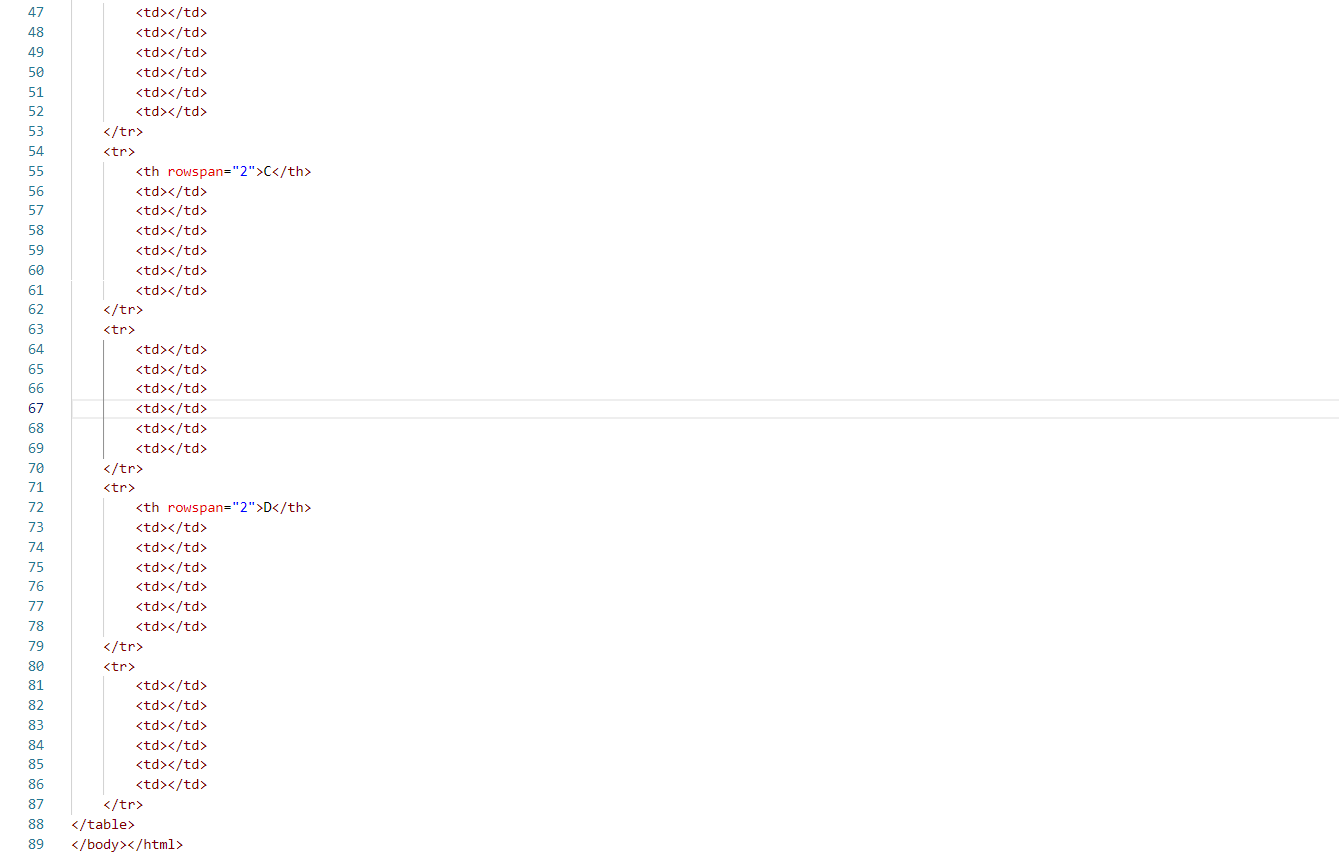 47 <td></td>
48 <td></td>
49 <td></td>
50 <td></td>
51 <td></td>
52 <td></td>
53 </tr>
54 <tr>
55 <th rowspan="2">C</th>
56 <td></td>
57 <td></td>
58 <td></td>
59 <td></td>
60 <td></td>
61 <td></td>
62 </tr>
63 <tr>
64 <td></td>
65 <td></td>
66 <td></td>
67 <td></td>
68 <td></td>
69 <td></td>
70 </tr>
71 <tr>
72 <th rowspan="2">D</th>
73 <td></td>
74 <td></td>
75 <td></td>
76 <td></td>
77 <td></td>
78 <td></td>
79 </tr>
80 <tr>
81 <td></td>
82 <td></td>
83 <td></td>
84 <td></td>
85 <td></td>
86 <td></td>
87 </tr>
88 </table>
89 </body></html>